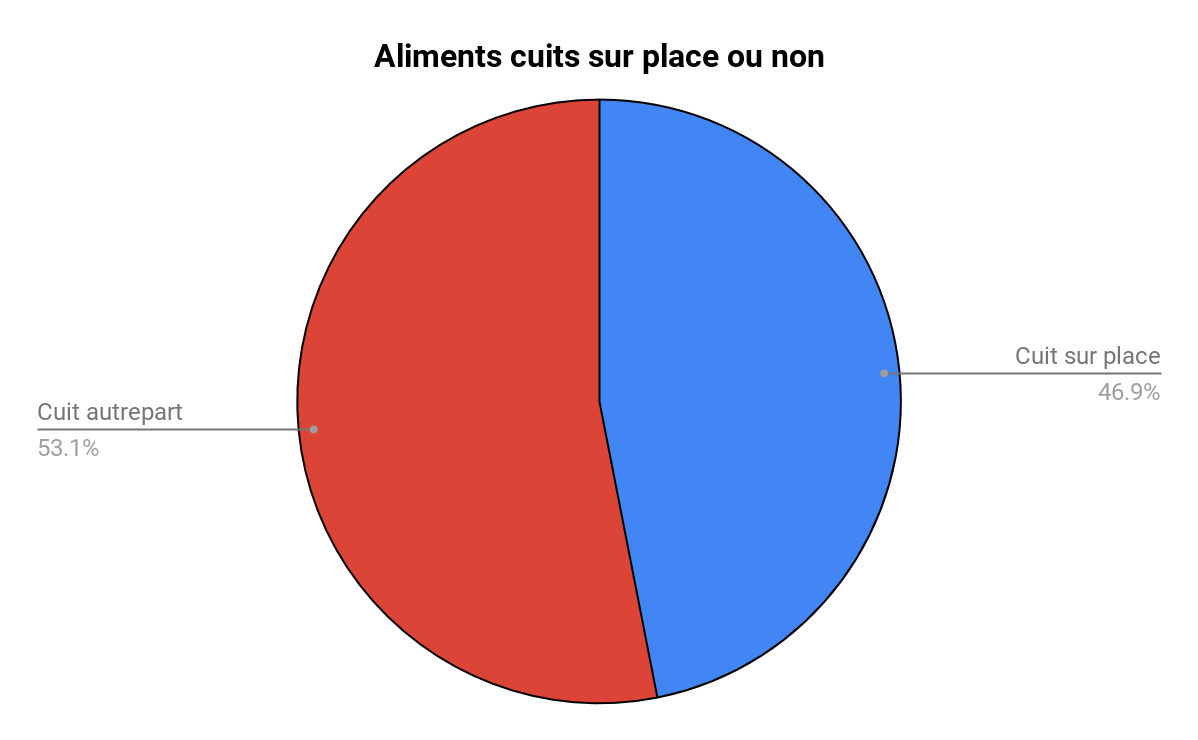 Aliments cuits sur place ou non
Cuit sur place
46.9%
Cuit autrepart
53.1%